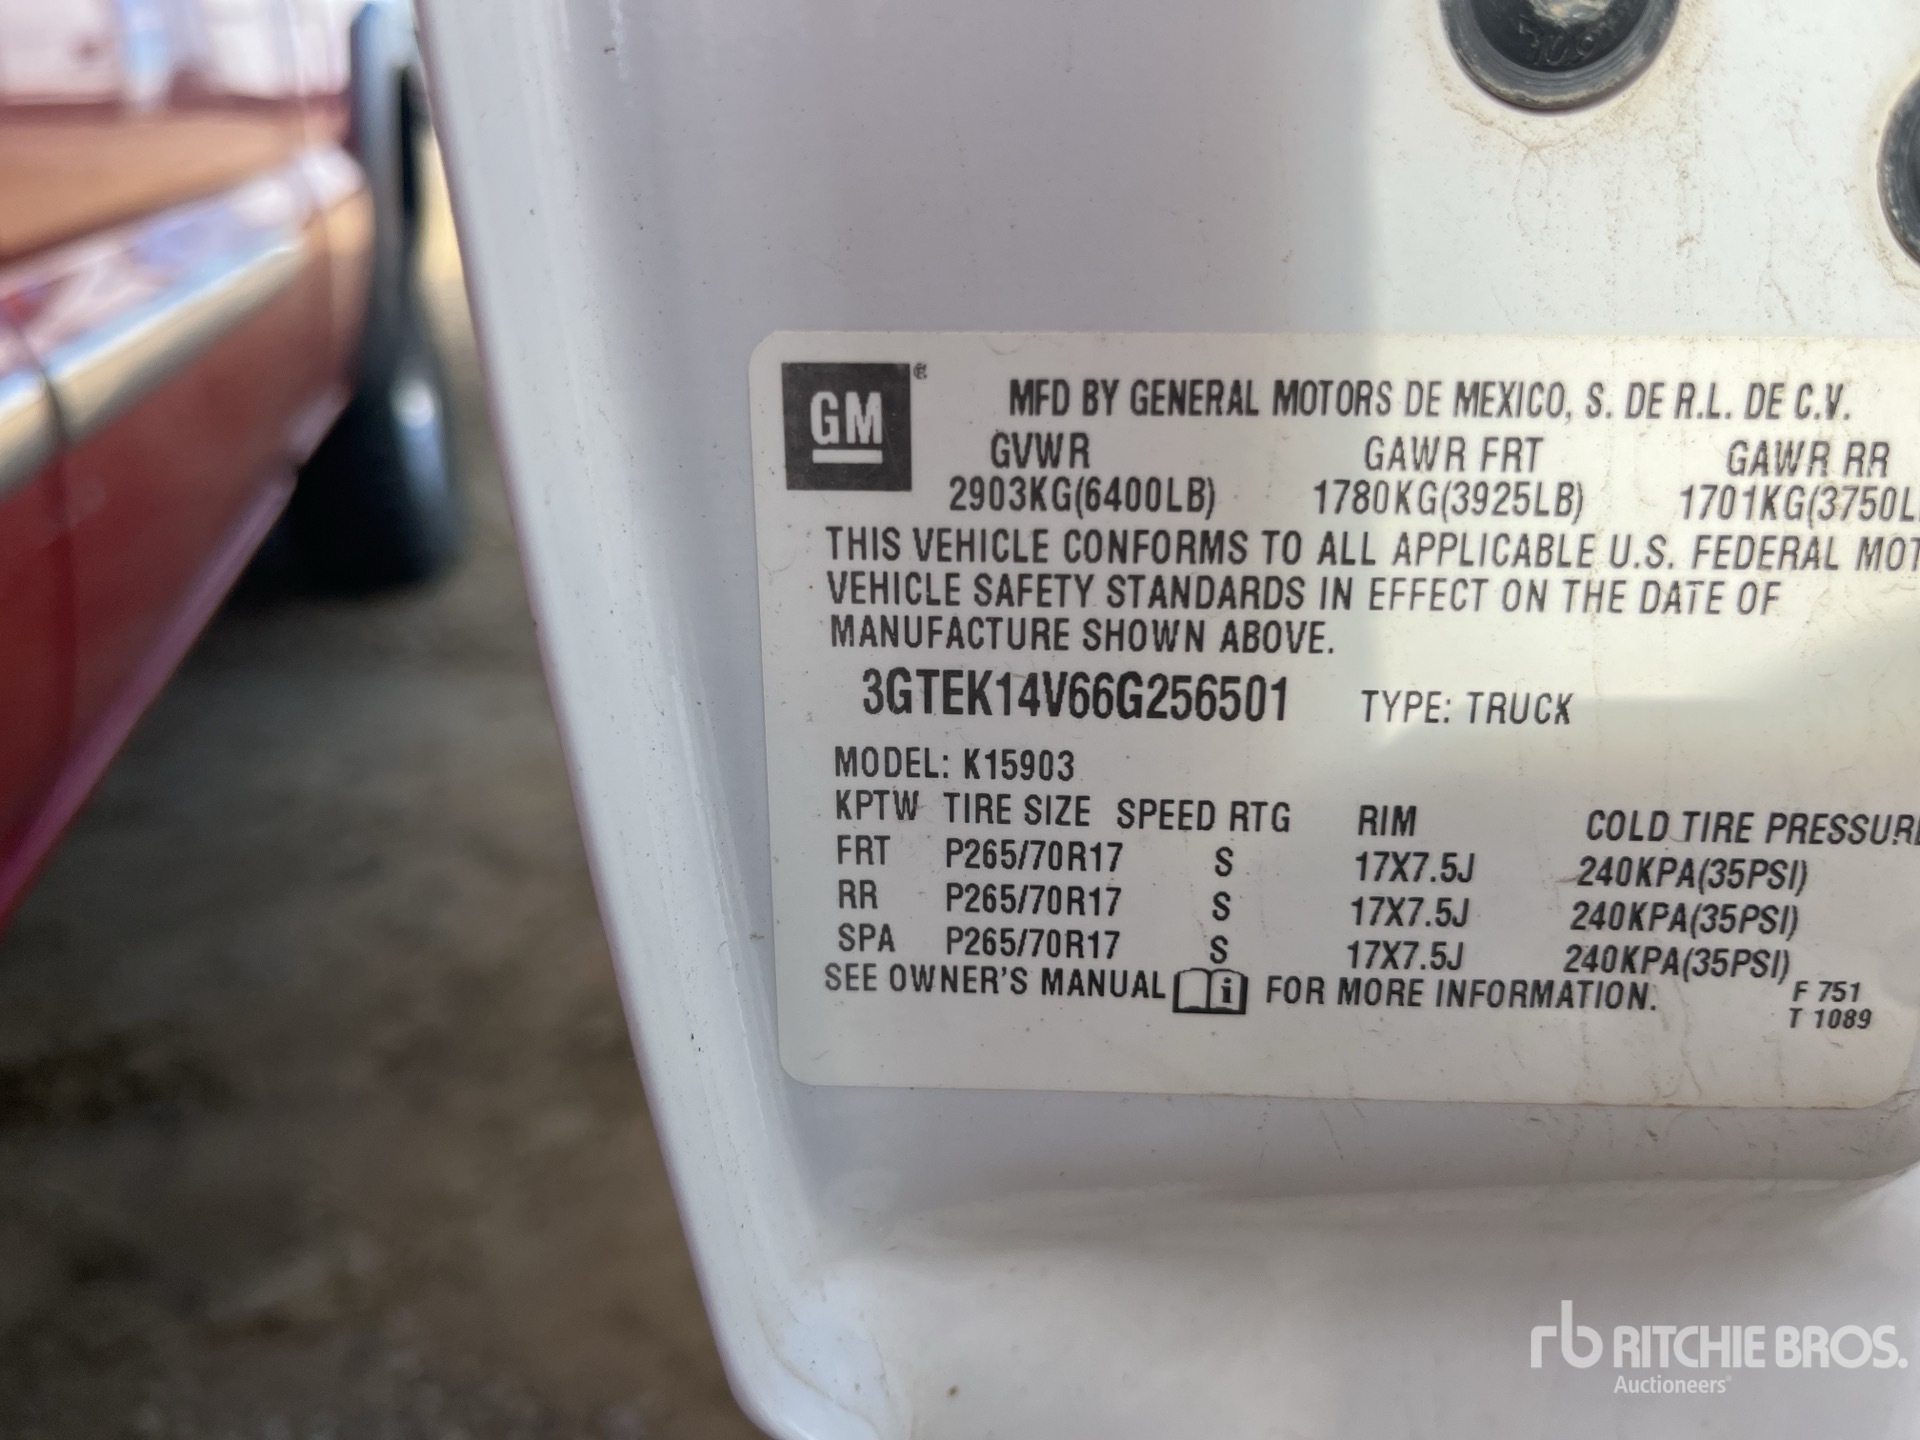 GM
MFD BY GENERAL MOTORS DE MEXICO, S. DE R.L. DE C.V.
GVWR GAWR FRT GAWR RR
2903KG(6400LB) 1780KG(3925LB) 1701KG(3750L
THIS VEHICLE CONFORMS TO ALL APPLICABLE U.S. FEDERAL MOT
VEHICLE SAFETY STANDARDS IN EFFECT ON THE DATE OF
MANUFACTURE SHOWN ABOVE.
3GTEK14V66G256501 TYPE: TRUCK
MODEL: K15903
KPTW TIRE SIZE SPEED RTG RIM COLD TIRE PRESSURE
FRT P265/70R17 S 17X7.5J 240KPA(35PSI)
RR P265/70R17 S 17X7.5J 240KPA(35PSI)
SPA P265/70R17 S 17X7.5J 240KPA(35PSI)
SEE OWNER'S MANUAL i FOR MORE INFORMATION.
F 751
T 1089
rb RITCHIE BROS.
Auctioneers